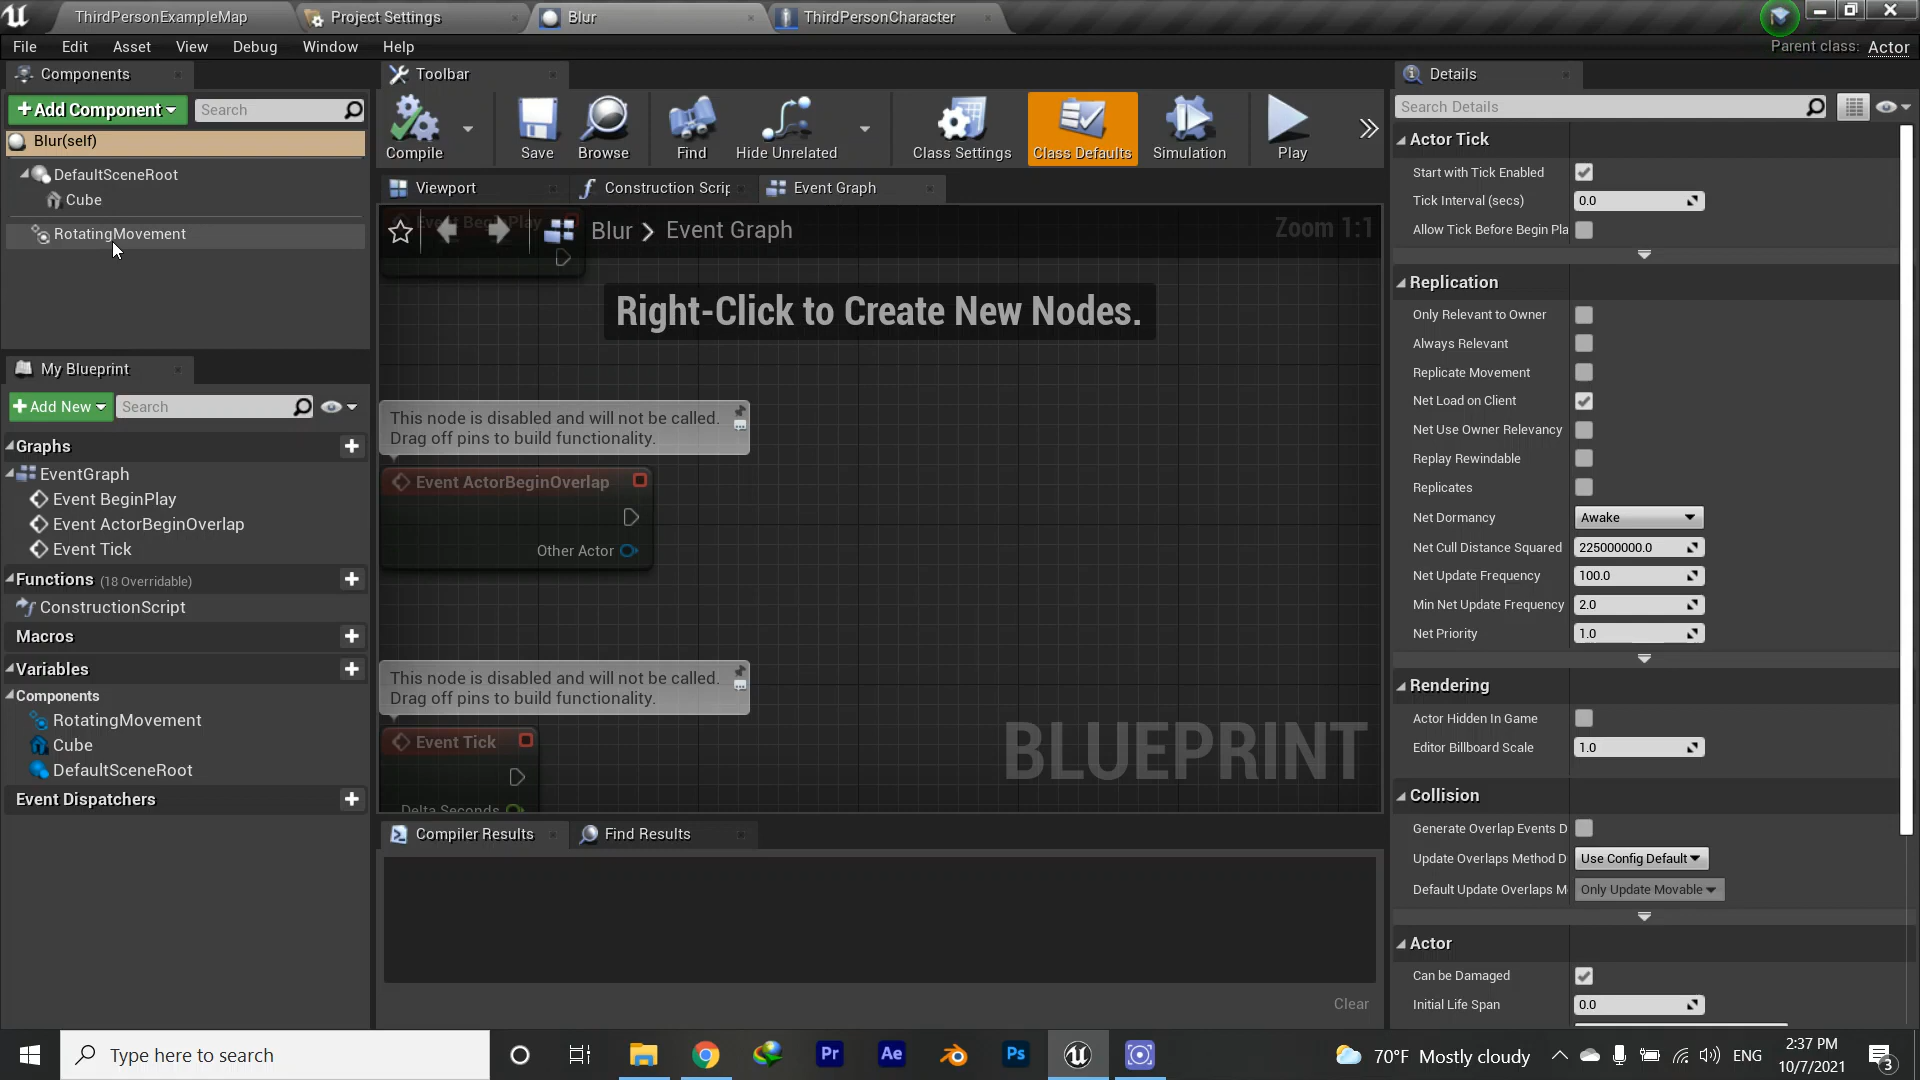 ThirdPersonExampleMap
Project Settings
Blur
ThirdPersonCharacter
File Edit Asset View Debug Window Help
Parent class: Actor
Components
+Add Component
Search
Blur(self)
DefaultSceneRoot
Cube
RotatingMovement
My Blueprint
+Add New
Search
Graphs
EventGraph
Event BeginPlay
Event ActorBeginOverlap
Event Tick
Functions (18 Overridable)
ConstructionScript
Macros
Variables
Components
RotatingMovement
Cube
DefaultSceneRoot
Event Dispatchers
Toolbar
Compile
Save
Browse
Find
Hide Unrelated
Class Settings
Class Defaults
Simulation
Play
Viewport
Construction Scrip
Event Graph
Event BeginPlay
Blur > Event Graph
Zoom 1:1
Right-Click to Create New Nodes.
This node is disabled and will not be called.
Drag off pins to build functionality.
Event ActorBeginOverlap
Other Actor
This node is disabled and will not be called.
Drag off pins to build functionality.
Event Tick
Delta Seconds
BLUEPRINT
Compiler Results
Find Results
Clear
Details
Search Details
Actor Tick
Start with Tick Enabled
Tick Interval (secs) 0.0
Allow Tick Before Begin Pla
Replication
Only Relevant to Owner
Always Relevant
Replicate Movement
Net Load on Client
Net Use Owner Relevancy
Replay Rewindable
Replicates
Net Dormancy Awake
Net Cull Distance Squared 225000000.0
Net Update Frequency 100.0
Min Net Update Frequency 2.0
Net Priority 1.0
Rendering
Actor Hidden In Game
Editor Billboard Scale 1.0
Collision
Generate Overlap Events D
Update Overlaps Method D Use Config Default
Default Update Overlaps M Only Update Movable
Actor
Can be Damaged
Initial Life Span 0.0
Type here to search
Pr
Ae
Ps
70°F Mostly cloudy
ENG
2:37 PM
10/7/2021
3